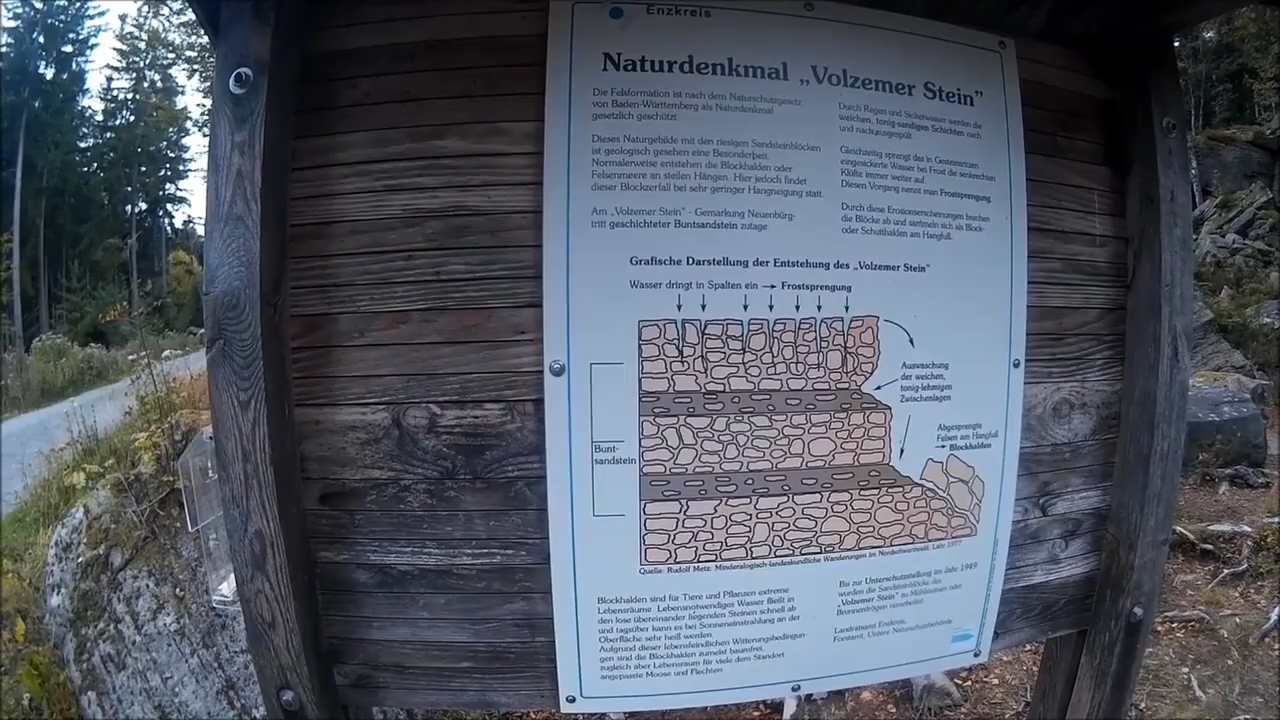 Enzkreis
Naturdenkmal „Volzemer Stein"
Die Felsformation ist nach dem Naturschutzgesetz
von Baden-Württemberg als Naturdenkmal
gesetzlich geschützt.
Dieses Naturgebilde mit den riesigen Sandsteinblöcken
ist geologisch gesehen eine Besonderheit.
Normalerweise entstehen die Blockhalden oder
Felsenmeere an steilen Hängen. Hier jedoch findet
dieser Blockzerfall bei sehr geringer Hangneigung statt.
Am „Volzemer Stein" - Gemarkung Neuenbürg-
tritt geschichteter Buntsandstein zutage.
Durch Regen und Sickerwasser werden die
weichen, tonig-sandigen Schichten nach
und nach ausgespült.
Gleichzeitig sprengt das in Gesteinsritzen
eingesickerte Wasser bei Frost die senkrechten
Klüfte immer weiter auf.
Diesen Vorgang nennt man Frostsprengung.
Durch diese Erosionserscheinungen brechen
die Blöcke ab und sammeln sich als Block-
oder Schutthalden am Hangfuß.
Grafische Darstellung der Entstehung des „Volzemer Stein"
Wasser dringt in Spalten ein → Frostsprengung
Auswaschung
der weichen,
tonig-lehmigen
Zwischenlagen
Abgesprengte
Felsen am Hangfuß
→ Blockhalden
Bunt-
sandstein
Quelle: Rudolf Metz: Mineralogisch-landeskundliche Wanderungen im Nordschwarzwald, Lahr 1977
Blockhalden sind für Tiere und Pflanzen extreme
Lebensräume. Lebensnotwendiges Wasser fließt in
den lose übereinander liegenden Steinen schnell ab
und tagsüber kann es bei Sonneneinstrahlung an der
Oberfläche sehr heiß werden.
Aufgrund dieser lebensfeindlichen Witterungsbedingun-
gen sind die Blockhalden zumeist baumfrei,
zugleich aber Lebensraum für viele dem Standort
angepasste Moose und Flechten.
Bis zur Unterschutzstellung im Jahr 1949
wurden die Sandsteinblöcke des
„Volzemer Stein" zu Mühlsteinen oder
Brunnentrögen verarbeitet.
Landratsamt Enzkreis,
Forstamt, Untere Naturschutzbehörde